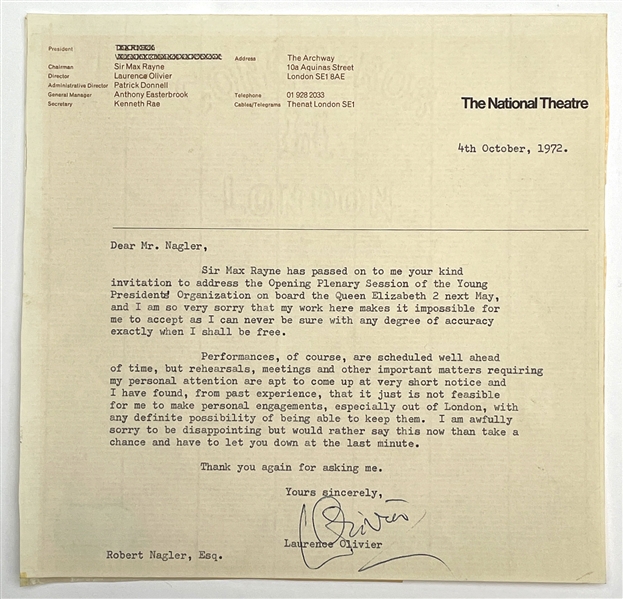 President
Chairman Sir Max Rayne
Director Laurence Olivier
Administrative Director Patrick Donnell
General Manager Anthony Easterbrook
Secretary Kenneth Rae
Address The Archway
10a Aquinas Street
London SE1 8AE
Telephone 01 928 2033
Cables/Telegrams Thenat London SE1
The National Theatre
4th October, 1972.
Dear Mr. Nagler,
Sir Max Rayne has passed on to me your kind
invitation to address the Opening Plenary Session of the Young
Presidents' Organization on board the Queen Elizabeth 2 next May,
and I am so very sorry that my work here makes it impossible for
me to accept as I can never be sure with any degree of accuracy
exactly when I shall be free.
Performances, of course, are scheduled well ahead
of time, but rehearsals, meetings and other important matters requiring
my personal attention are apt to come up at very short notice and
I have found, from past experience, that it just is not feasible
for me to make personal engagements, especially out of London, with
any definite possibility of being able to keep them. I am awfully
sorry to be disappointing but would rather say this now than take a
chance and have to let you down at the last minute.
Thank you again for asking me.
Yours sincerely,
LOlivier
Laurence Olivier
Robert Nagler, Esq.